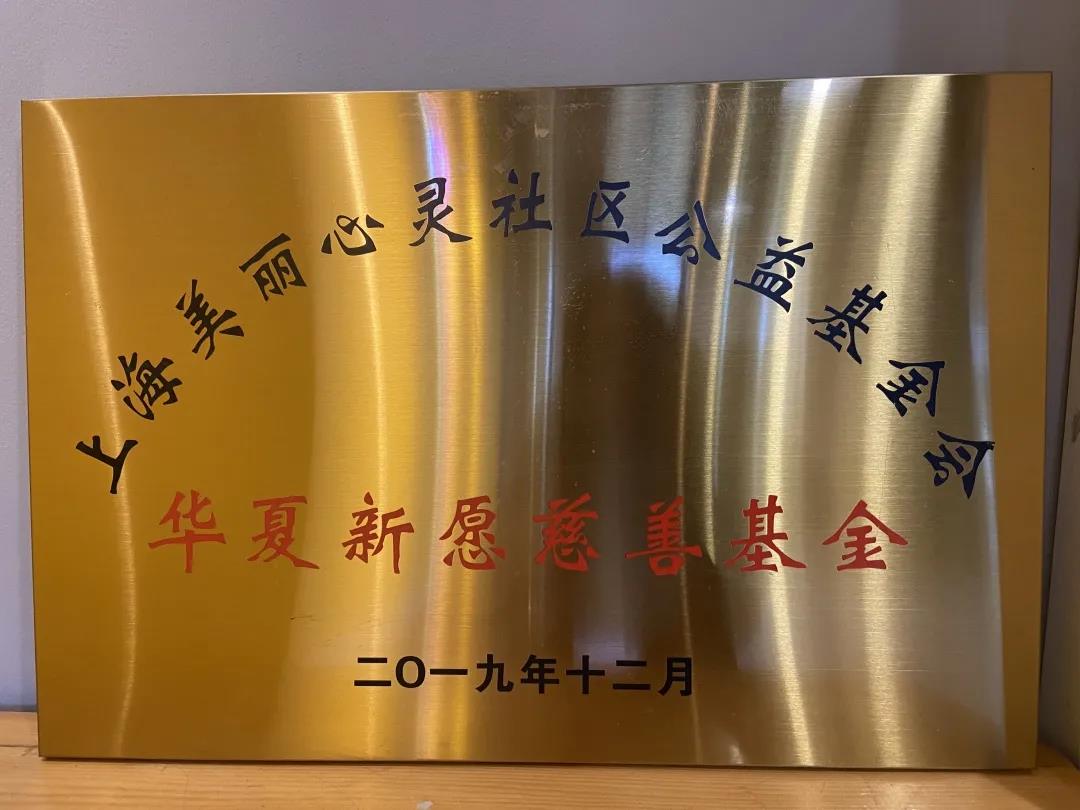 上海美丽心灵社区公益基金会
华夏新愿慈善基金
二O一九年十二月